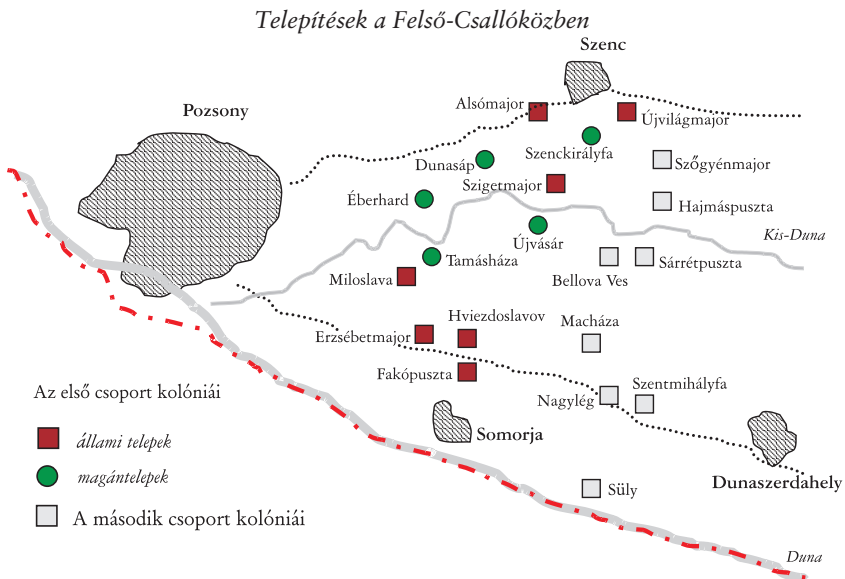 Telepítések a Felső-Csallóközben
Szenc
Pozsony
Alsómajor
Újvilágmajor
Szenckirályfa
Dunasáp
Szőgyénmajor
Szigetmajor
Éberhard
Hajmáspuszta
Kis-Duna
Újvásár
Tamásháza
Sárrétpuszta
Miloslava
Bellova Ves
Hviezdoslavov
Macháza
Erzsébetmajor
Fakópuszta
Szentmihályfa
Az első csoport kolóniái
Nagylég
Somorja
állami telepek
magántelepek
Dunaszerdahely
Süly
A második csoport kolóniái
Duna